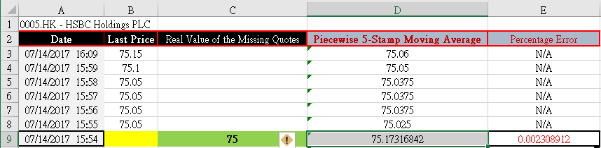 A B C D E
1 0005.HK - HSBC Holdings PLC
2 Date Last Price Real Value of the Missing Quotes Piecewise 5-Stamp Moving Average Percentage Error
3 07/14/2017 16:09 75.15 75.06 N/A
4 07/14/2017 15:59 75.1 75.05 N/A
5 07/14/2017 15:58 75.05 75.0375 N/A
6 07/14/2017 15:57 75.05 75.0375 N/A
7 07/14/2017 15:56 75.05 75.0375 N/A
8 07/14/2017 15:55 75.05 75.025 N/A
9 07/14/2017 15:54 75 75.17316842 0.002308912